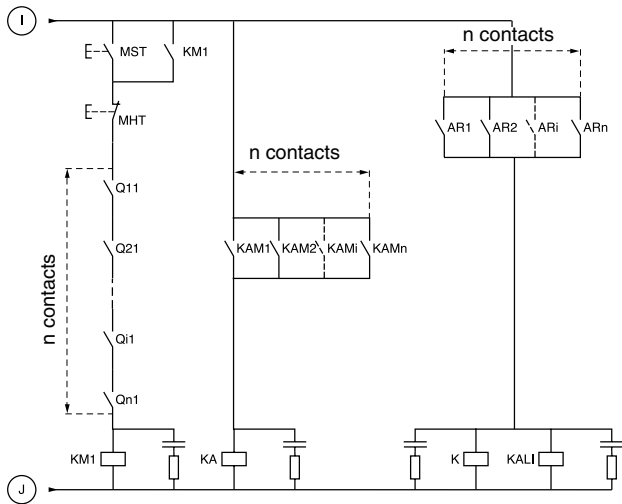 I
MST
KM1
n contacts
MHT
AR1
AR2
ARi
ARn
n contacts
Q11
n contacts
Q21
KAM1
KAM2
KAMi
KAMn
Qi1
Qn1
KM1
KA
K
KALI
J